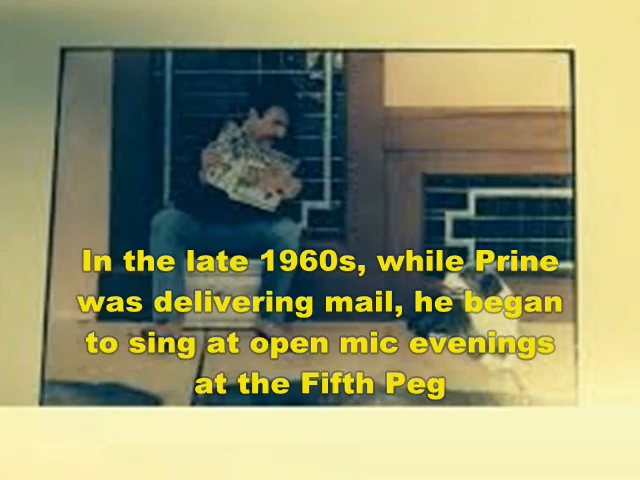 In the late 1960s, while Prine
was delivering mail, he began
to sing at open mic evenings
at the Fifth Peg